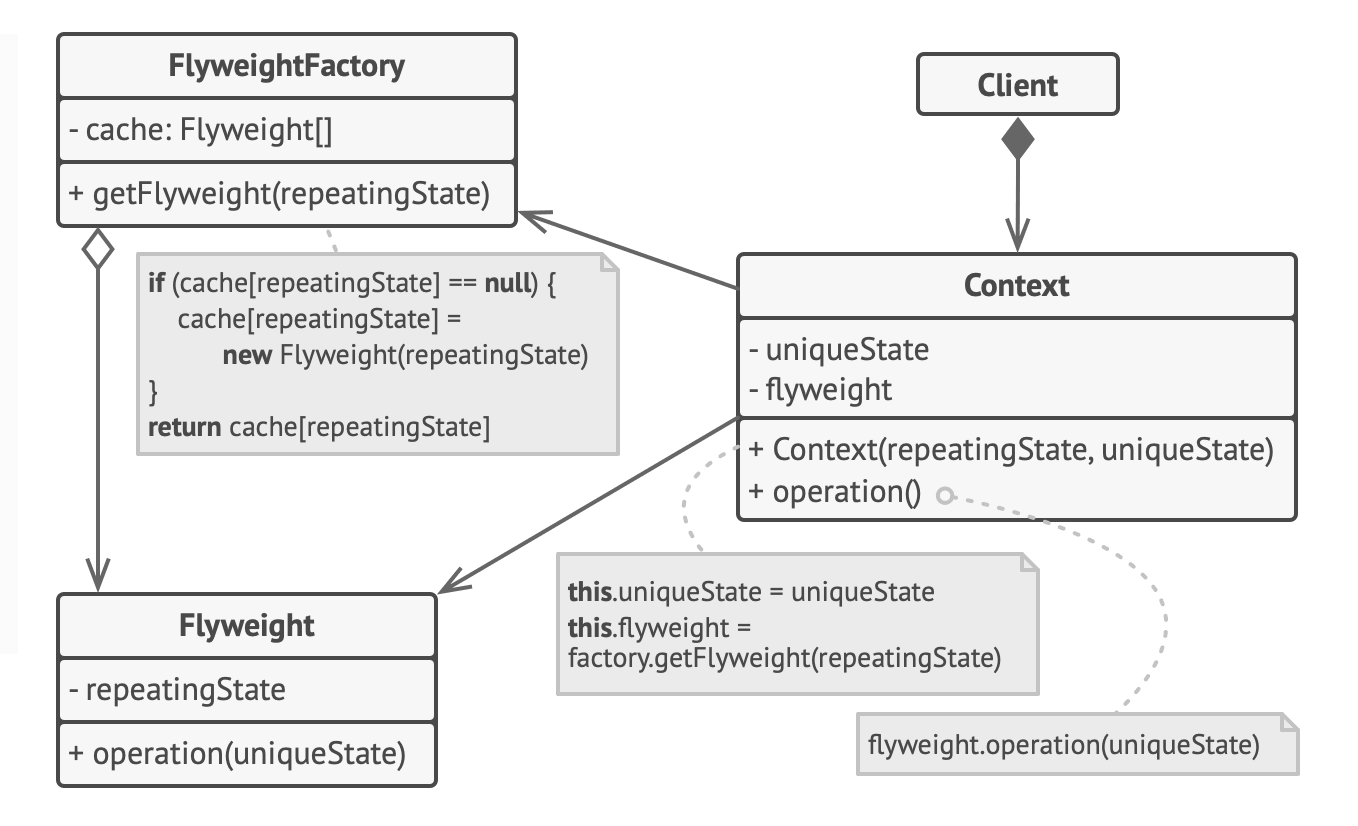 FlyweightFactory
- cache: Flyweight[]
+ getFlyweight(repeatingState)
if (cache[repeatingState] == null) {
cache[repeatingState] =
new Flyweight(repeatingState)
}
return cache[repeatingState]
Client
Context
- uniqueState
- flyweight
+ Context(repeatingState, uniqueState)
+ operation()
this.uniqueState = uniqueState
this.flyweight =
factory.getFlyweight(repeatingState)
flyweight.operation(uniqueState)
Flyweight
- repeatingState
+ operation(uniqueState)